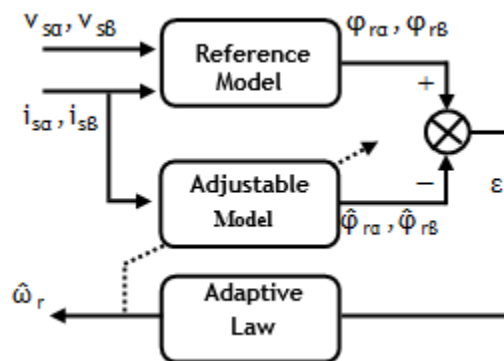 v_sα, v_sβ
φ_rα, φ_rβ
Reference
Model
+
i_sα, i_sβ
Adjustable
Model
−
ε
φ̂_rα, φ̂_rβ
ω̂_r
Adaptive
Law